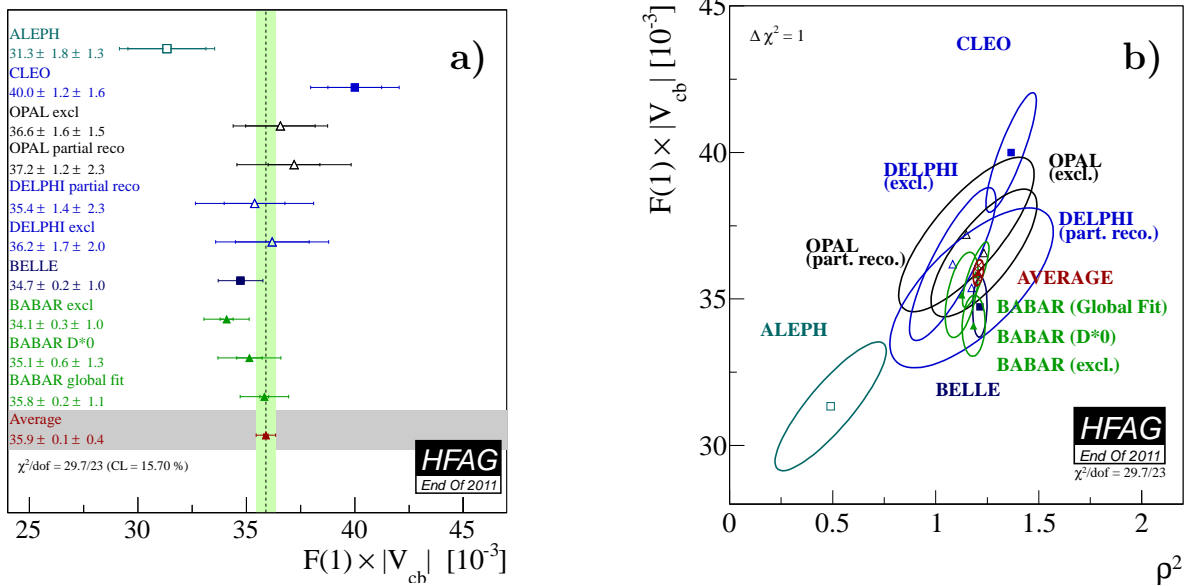 a)
ALEPH
31.3 ± 1.8 ± 1.3
CLEO
40.0 ± 1.2 ± 1.6
OPAL excl
36.6 ± 1.6 ± 1.5
OPAL partial reco
37.2 ± 1.2 ± 2.3
DELPHI partial reco
35.4 ± 1.4 ± 2.3
DELPHI excl
36.2 ± 1.7 ± 2.0
BELLE
34.7 ± 0.2 ± 1.0
BABAR excl
34.1 ± 0.3 ± 1.0
BABAR D*0
35.1 ± 0.6 ± 1.3
BABAR global fit
35.8 ± 0.2 ± 1.1
Average
35.9 ± 0.1 ± 0.4
χ²/dof = 29.7/23 (CL = 15.70 %)
HFAG
End Of 2011
25 30 35 40 45
F(1) × |V_cb| [10⁻³]
b)
F(1) × |V_cb| [10⁻³]
45
40
35
30
Δ χ² = 1
CLEO
DELPHI
(excl.)
OPAL
(excl.)
OPAL
(part. reco.)
DELPHI
(part. reco.)
AVERAGE
BABAR (Global Fit)
ALEPH
BABAR (D*0)
BABAR (excl.)
BELLE
HFAG
End Of 2011
χ²/dof = 29.7/23
0 0.5 1 1.5 2
ρ²